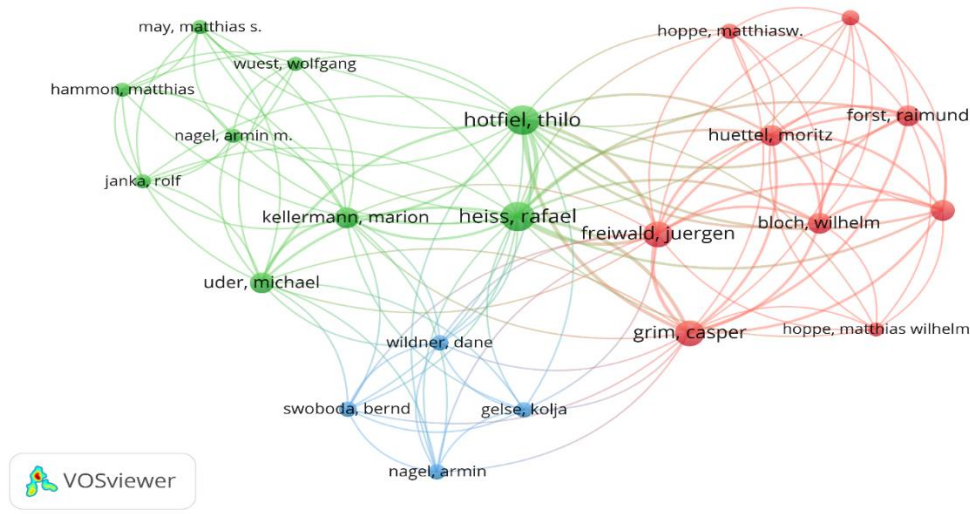 may, matthias s.
hoppe, matthiasw.
wuest, wolfgang
hammon, matthias
hotfiel, thilo
forst, raimund
nagel, armin m.
huettel, moritz
janka, rolf
kellermann, marion
heiss, rafael
freiwald, juergen
bloch, wilhelm
uder, michael
grim, casper
hoppe, matthias wilhelm
wildner, dane
swoboda, bernd
gelse, kolja
nagel, armin
VOSviewer